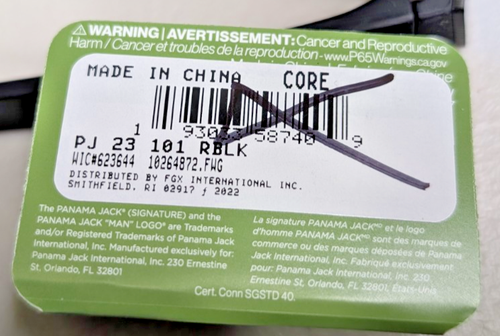 ⚠ WARNING | AVERTISSEMENT: Cancer and Reproductive
Harm / Cancer et troubles de la reproduction - www.P65Warnings.ca.gov
MADE IN CHINA CORE
1 93033 58740 9
PJ 23 101 RBLK
WIC#623644 10264872.FWG
DISTRIBUTED BY FGX INTERNATIONAL INC.
SMITHFIELD, RI 02917 2022
The PANAMA JACK® (SIGNATURE) and the
PANAMA JACK "MAN" LOGO® are Trademarks
and/or Registered Trademarks of Panama Jack
International, Inc. Manufactured exclusively for:
Panama Jack International, Inc. 230 Ernestine
St. Orlando, FL 32801
La signature PANAMA JACK et le logo
d'homme PANAMA JACK sont des marques de
commerce ou des marques déposées de Panama
Jack International, Inc. Fabriqué exclusivement
pour: Panama Jack International, Inc. 230
Ernestine St. Orlando, FL 32801, États-Unis
Cert. Conn SGSTD 40.